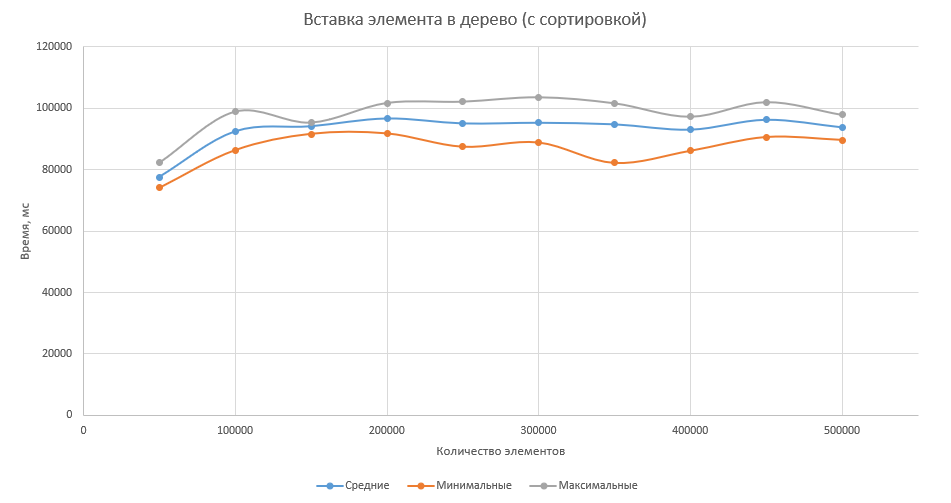 Вставка элемента в дерево (с сортировкой)
120000
100000
80000
60000
40000
20000
0
Время, мс
0 100000 200000 300000 400000 500000
Количество элементов
Средние Минимальные Максимальные